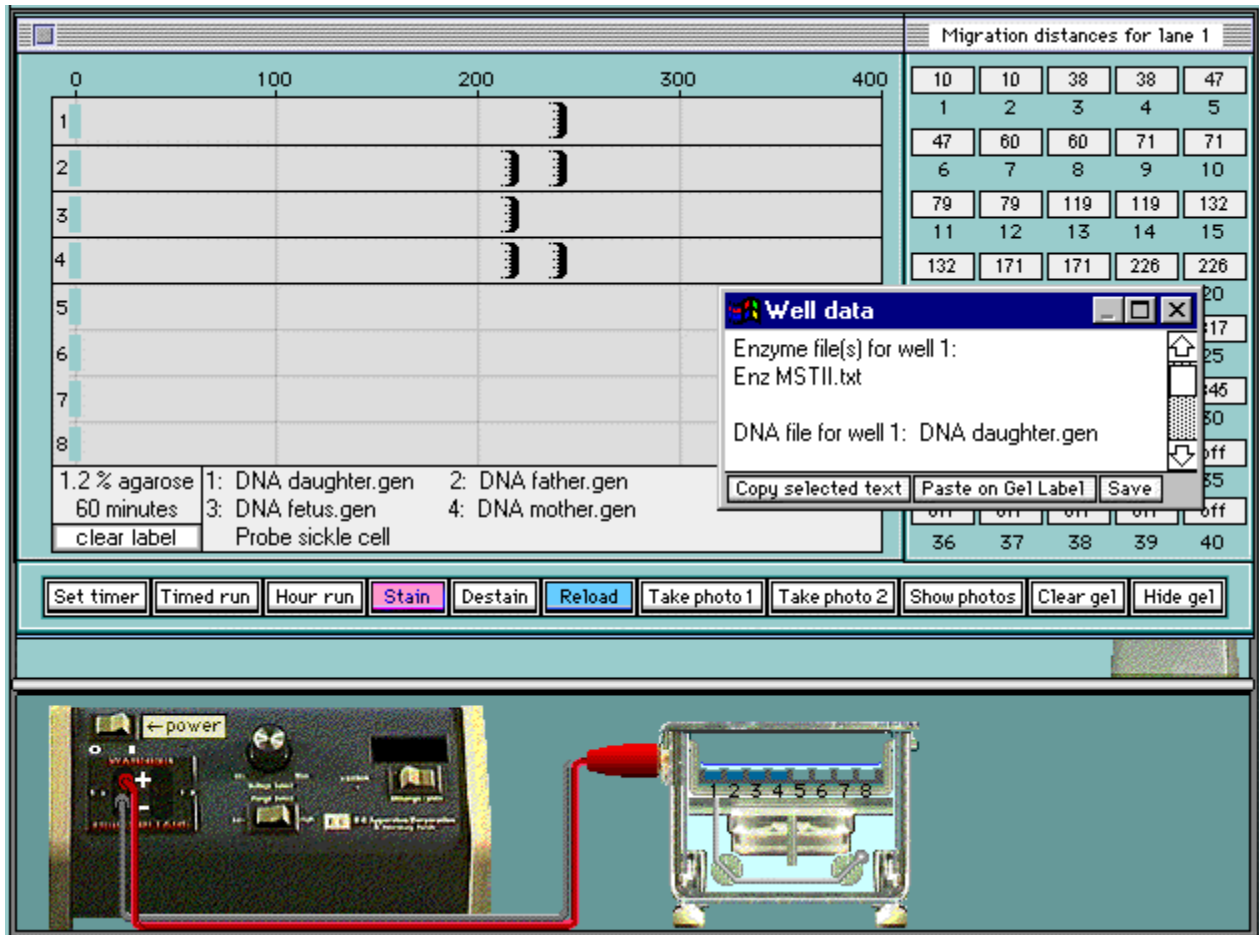 Migration distances for lane 1
0 100 200 300 400
10 10 38 38 47
1 2 3 4 5
47 60 60 71 71
6 7 8 9 10
79 79 119 119 132
11 12 13 14 15
132 171 171 226 226
20
25
30
35
off
36 37 38 39 40
1
2
3
4
5
6
7
8
Well data
Enzyme file(s) for well 1:
Enz MSTII.txt
DNA file for well 1: DNA daughter.gen
Copy selected text Paste on Gel Label Save
1.2 % agarose 1: DNA daughter.gen 2: DNA father.gen
60 minutes 3: DNA fetus.gen 4: DNA mother.gen
clear label Probe sickle cell
Set timer Timed run Hour run Stain Destain Reload Take photo 1 Take photo 2 Show photos Clear gel Hide gel
←power
WARNING
+
-
1 2 3 4 5 6 7 8